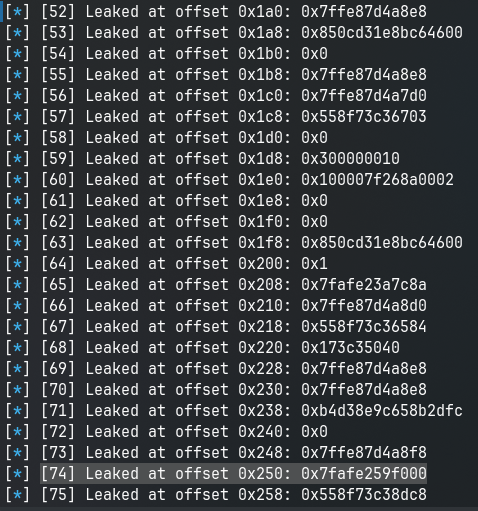 [*] [52] Leaked at offset 0x1a0: 0x7ffe87d4a8e8
[*] [53] Leaked at offset 0x1a8: 0x850cd31e8bc64600
[*] [54] Leaked at offset 0x1b0: 0x0
[*] [55] Leaked at offset 0x1b8: 0x7ffe87d4a8e8
[*] [56] Leaked at offset 0x1c0: 0x7ffe87d4a7d0
[*] [57] Leaked at offset 0x1c8: 0x558f73c36703
[*] [58] Leaked at offset 0x1d0: 0x0
[*] [59] Leaked at offset 0x1d8: 0x300000010
[*] [60] Leaked at offset 0x1e0: 0x100007f268a0002
[*] [61] Leaked at offset 0x1e8: 0x0
[*] [62] Leaked at offset 0x1f0: 0x0
[*] [63] Leaked at offset 0x1f8: 0x850cd31e8bc64600
[*] [64] Leaked at offset 0x200: 0x1
[*] [65] Leaked at offset 0x208: 0x7fafe23a7c8a
[*] [66] Leaked at offset 0x210: 0x7ffe87d4a8d0
[*] [67] Leaked at offset 0x218: 0x558f73c36584
[*] [68] Leaked at offset 0x220: 0x173c35040
[*] [69] Leaked at offset 0x228: 0x7ffe87d4a8e8
[*] [70] Leaked at offset 0x230: 0x7ffe87d4a8e8
[*] [71] Leaked at offset 0x238: 0xb4d38e9c658b2dfc
[*] [72] Leaked at offset 0x240: 0x0
[*] [73] Leaked at offset 0x248: 0x7ffe87d4a8f8
[*] [74] Leaked at offset 0x250: 0x7fafe259f000
[*] [75] Leaked at offset 0x258: 0x558f73c38dc8